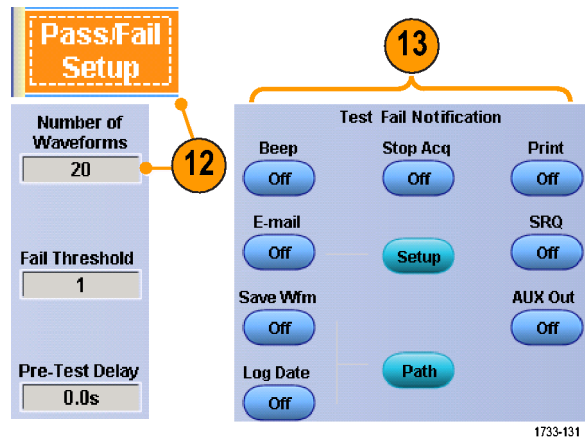 Pass/Fail
Setup
12
Number of
Waveforms
20
Fail Threshold
1
Pre-Test Delay
0.0s
13
Test Fail Notification
Beep
Stop Acq
Print
Off
Off
Off
E-mail
SRQ
Off
Setup
Off
Save Wfm
AUX Out
Off
Off
Log Date
Path
Off
1733-131